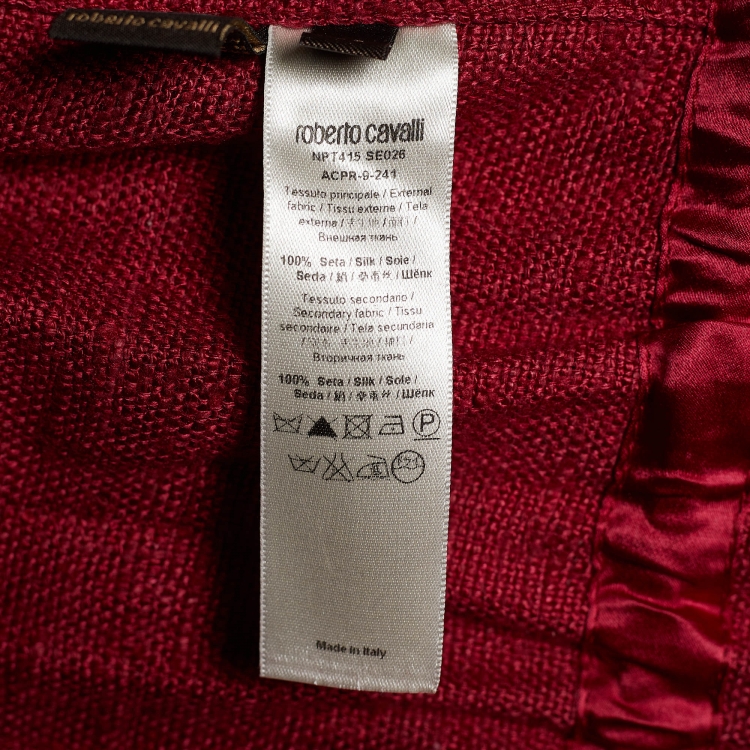 roberto cavalli
roberto cavalli
NPT415 SE026
ACPR-9-241
Tessuto principale / External
fabric / Tissu externe / Tela
externa /
Внешная ткань
100% Seta / Silk / Soie /
Seda / 絹 / / Шёлк
Tessuto secondario /
Secondary fabric / Tissu
secondaire / Tela secundaria
Вторичная ткань
100% Seta / Silk / Soie /
Seda / 絹 / / Шёлк
P
Made in Italy